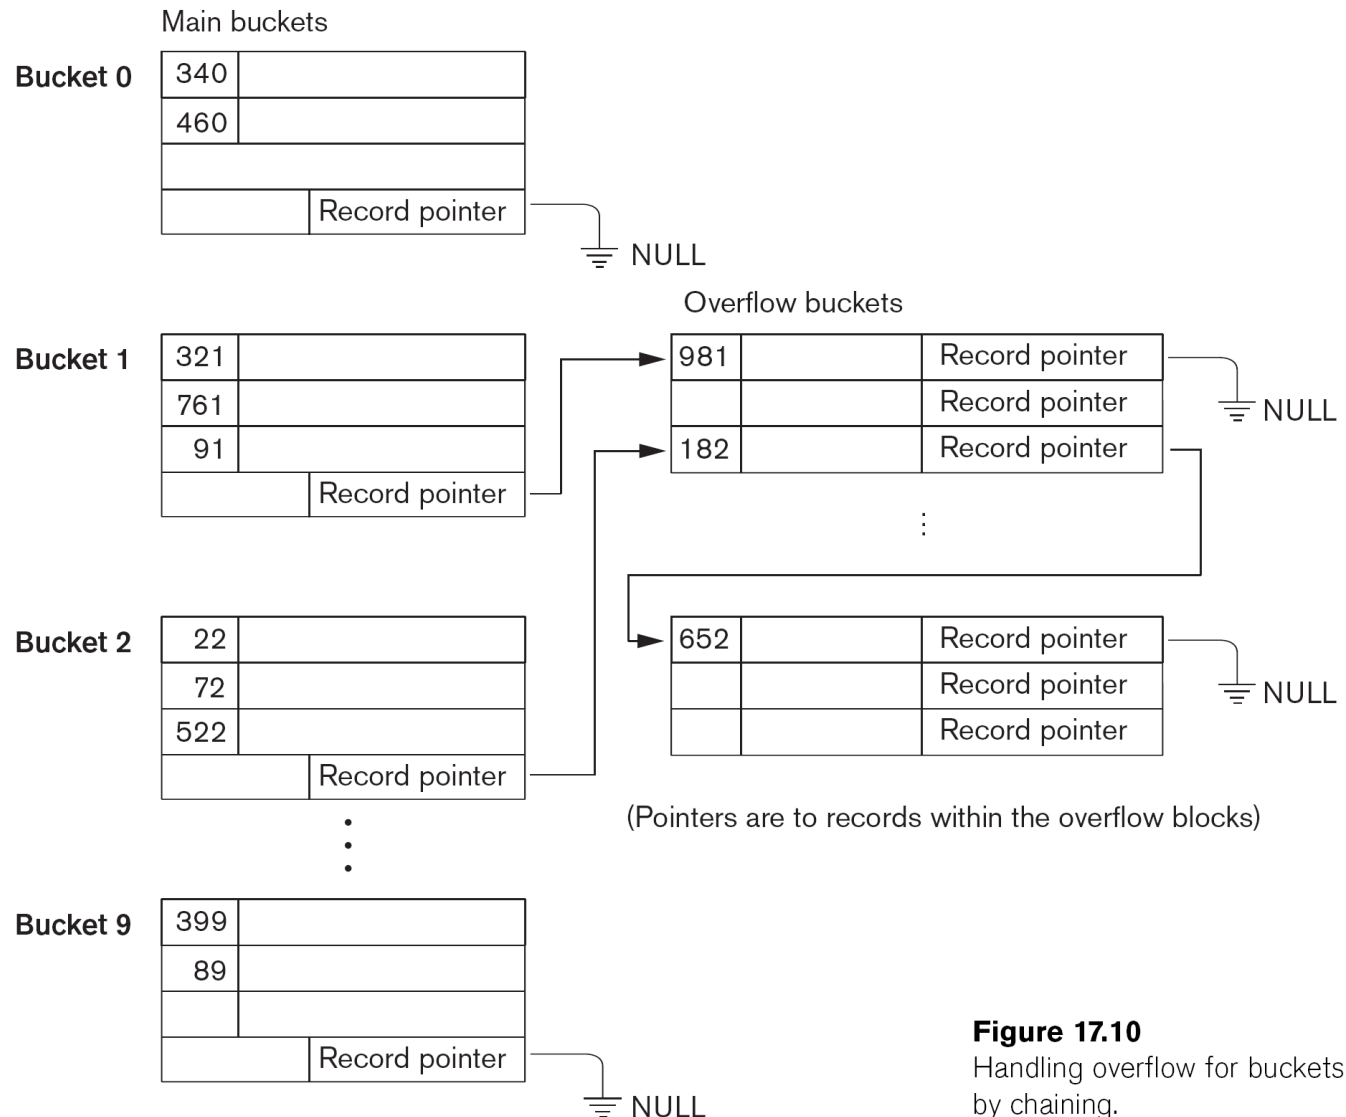 Main buckets
Bucket 0
340
460
Record pointer
NULL
Overflow buckets
Bucket 1
321
761
91
Record pointer
981 Record pointer
Record pointer
182 Record pointer
NULL
Bucket 2
22
72
522
Record pointer
652 Record pointer
Record pointer
Record pointer
NULL
(Pointers are to records within the overflow blocks)
Bucket 9
399
89
Record pointer
NULL
Figure 17.10
Handling overflow for buckets
by chaining.